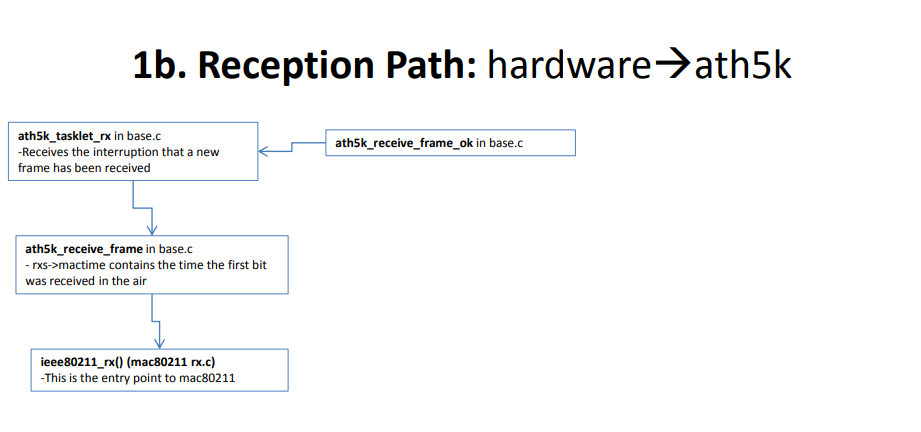 1b. Reception Path: hardware→ath5k
ath5k_tasklet_rx in base.c
-Receives the interruption that a new
frame has been received
ath5k_receive_frame_ok in base.c
ath5k_receive_frame in base.c
- rxs->mactime contains the time the first bit
was received in the air
ieee80211_rx() (mac80211 rx.c)
-This is the entry point to mac80211